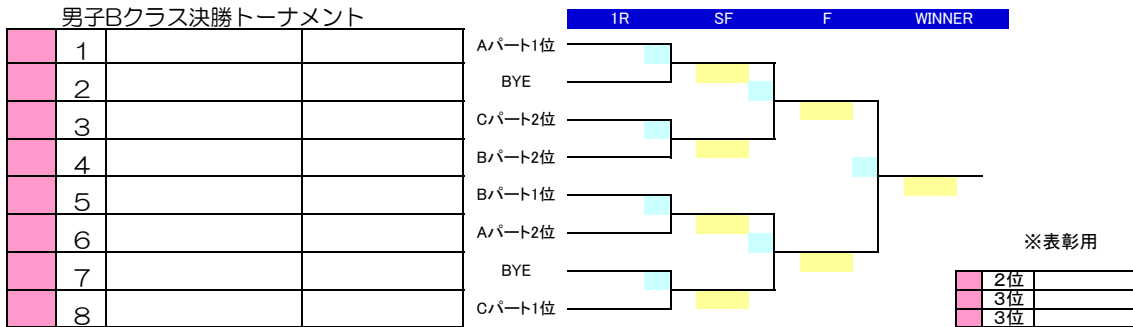 男子Bクラス決勝トーナメント
1R SF F WINNER
1 Aパート1位
2 BYE
3 Cパート2位
4 Bパート2位
5 Bパート1位
6 Aパート2位
7 BYE
8 Cパート1位
※表彰用
2位
3位
3位